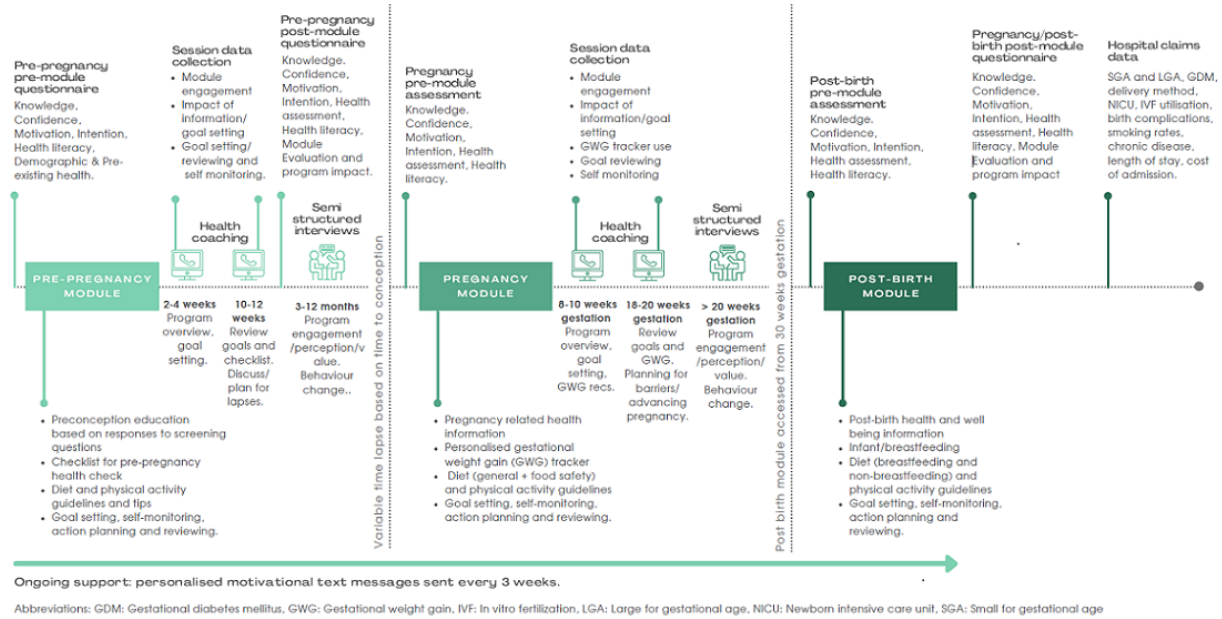 Pre-pregnancy
pre-module
questionnaire
Knowledge,
Confidence,
Motivation, Intention,
Health literacy,
Demographic & Pre-
existing health.
Session data
collection
• Module
engagement
• Impact of
information/
goal setting
• Goal setting/
reviewing and
self monitoring.
Pre-pregnancy
post-module
questionnaire
Knowledge.
Confidence,
Motivation,
Intention, Health
assessment,
Health literacy,
Module
Evaluation and
program impact.
Health
coaching
Semi
structured
interviews
PRE-PREGNANCY
MODULE
2-4 weeks
Program
overview,
goal
setting.
10-12
weeks
Review
goals and
checklist.
Discuss/
plan for
lapses.
3-12 months
Program
engagement
/perception/v
alue.
Behaviour
change..
• Preconception education
based on responses to screening
questions
• Checklist for pre-pregnancy
health check
• Diet and physical activity
guidelines and tips
• Goal setting, self-monitoring,
action planning and reviewing.
Variable time lapse based on time to conception
Pregnancy
pre-module
assessment
Knowledge.
Confidence,
Motivation,
Intention, Health
assessment, Health
literacy.
Session data
collection
• Module
engagement
• Impact of
information/goal
setting
• GWG tracker use
• Goal reviewing
• Self monitoring
Health
coaching
Semi
structured
interviews
PREGNANCY
MODULE
8-10 weeks
gestation
Program
overview,
goal
setting,
GWG recs.
18-20 weeks
gestation
Review
goals and
GWG.
Planning for
barriers/
advancing
pregnancy.
> 20 weeks
gestation
Program
engagement
/perception/
value.
Behaviour
change.
• Pregnancy related health
information
• Personalised gestational
weight gain (GWG) tracker
• Diet (general + food safety)
and physical activity guidelines
• Goal setting, self-monitoring,
action planning and reviewing.
Post birth module accessed from 30 weeks gestation
Post-birth
pre-module
assessment
Knowledge.
Confidence,
Motivation, Intention,
Health assessment,
Health literacy.
Pregnancy/post-
birth post-module
questionnaire
Knowledge.
Confidence,
Motivation,
Intention, Health
assessment, Health
literacy, Module
Evaluation and
program impact
Hospital claims
data
SGA and LGA, GDM,
delivery method,
NICU, IVF utilisation,
birth complications,
smoking rates,
chronic disease,
length of stay, cost
of admission.
POST-BIRTH
MODULE
• Post-birth health and well
being information
• Infant/breastfeeding
• Diet (breastfeeding and
non-breastfeeding) and
physical activity guidelines
• Goal setting, self-monitoring,
action planning and
reviewing.
Ongoing support: personalised motivational text messages sent every 3 weeks.
Abbreviations: GDM: Gestational diabetes mellitus, GWG: Gestational weight gain, IVF: In vitro fertilization, LGA: Large for gestational age, NICU: Newborn intensive care unit, SGA: Small for gestational age